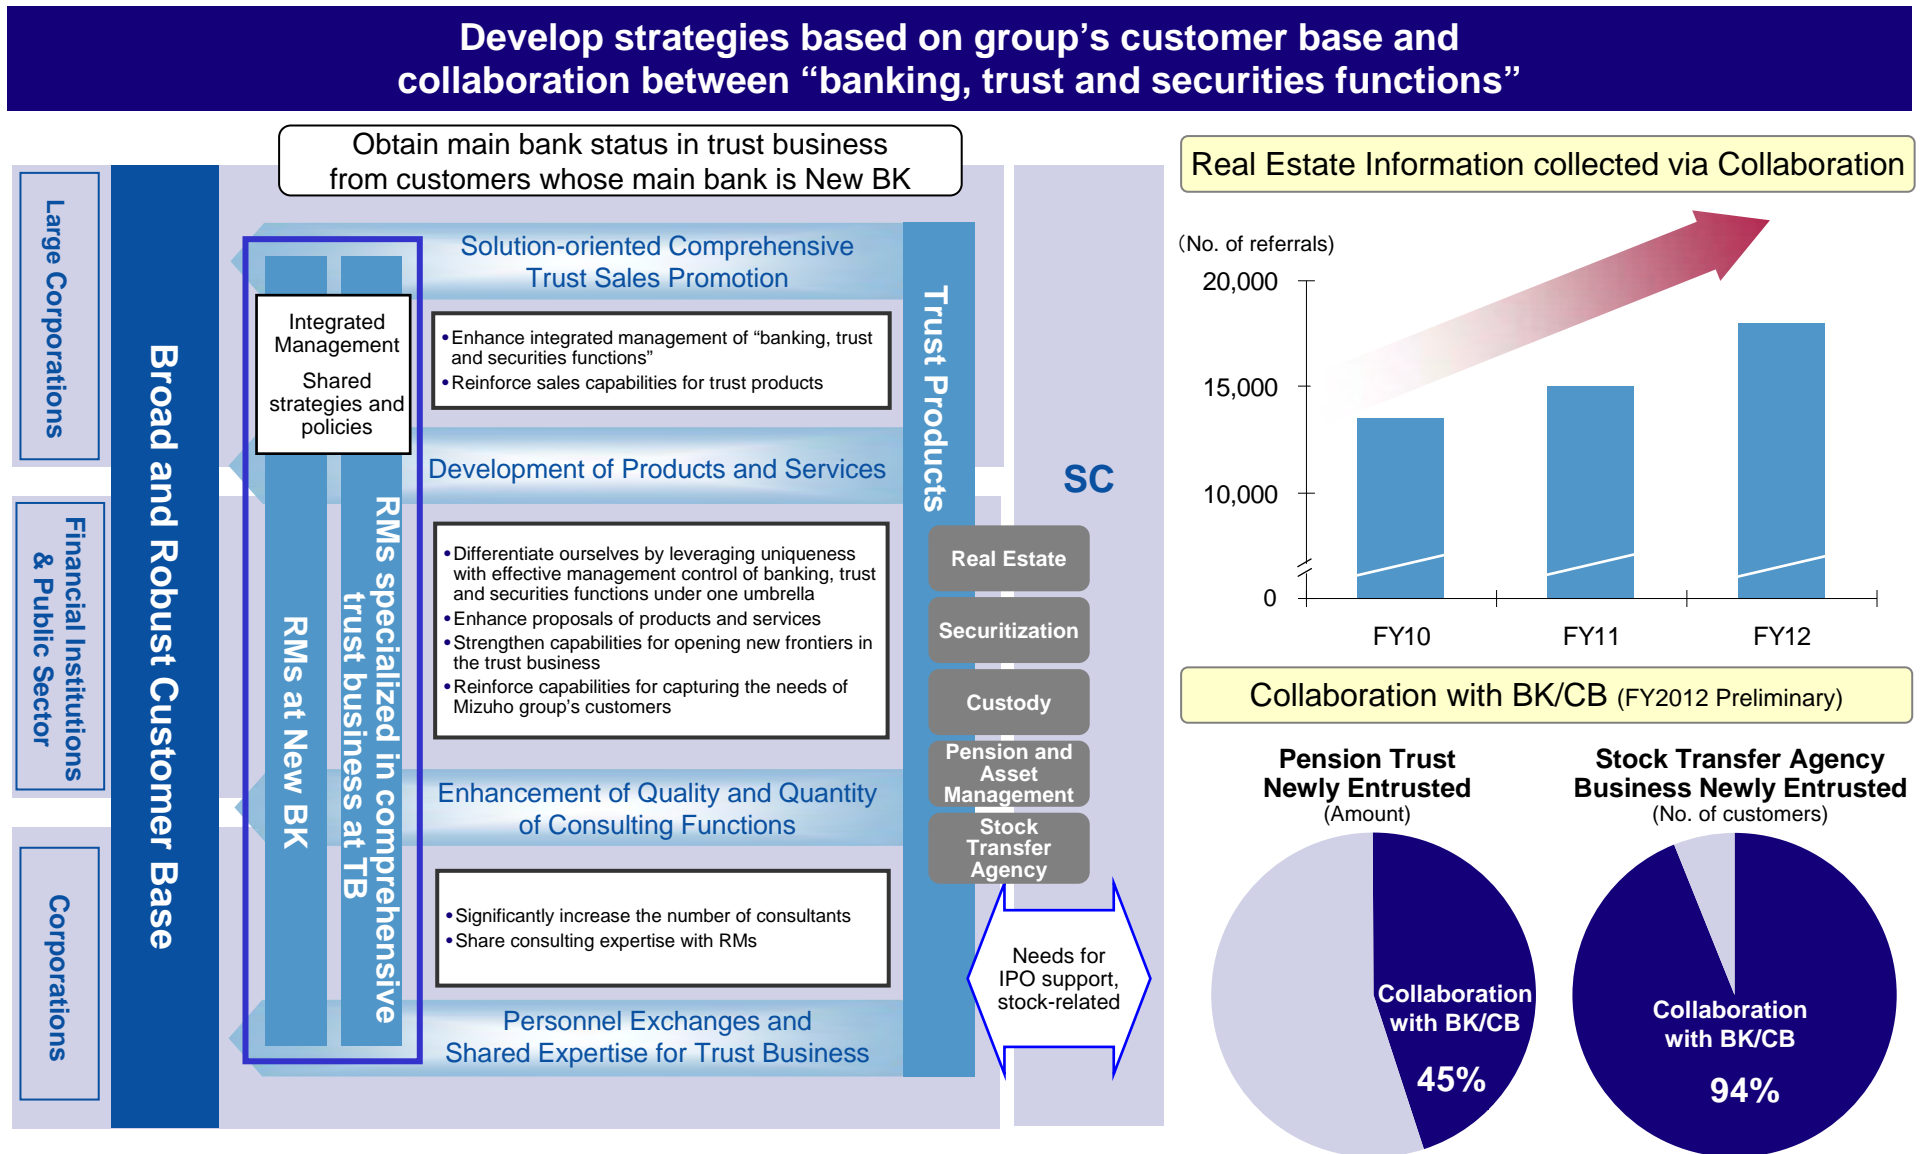 Develop strategies based on group’s customer base and
collaboration between “banking, trust and securities functions”
Obtain main bank status in trust business
from customers whose main bank is New BK
Large Corporations
Financial Institutions
& Public Sector
Corporations
Broad and Robust Customer Base
Integrated
Management
Shared
strategies and
policies
RMs at New BK
RMs specialized in comprehensive
trust business at TB
Solution-oriented Comprehensive
Trust Sales Promotion
•Enhance integrated management of “banking, trust
and securities functions”
•Reinforce sales capabilities for trust products
Development of Products and Services
•Differentiate ourselves by leveraging uniqueness
with effective management control of banking, trust
and securities functions under one umbrella
•Enhance proposals of products and services
•Strengthen capabilities for opening new frontiers in
the trust business
•Reinforce capabilities for capturing the needs of
Mizuho group’s customers
Enhancement of Quality and Quantity
of Consulting Functions
•Significantly increase the number of consultants
•Share consulting expertise with RMs
Personnel Exchanges and
Shared Expertise for Trust Business
Trust Products
SC
Real Estate
Securitization
Custody
Pension and
Asset
Management
Stock
Transfer
Agency
Needs for
IPO support,
stock-related
Real Estate Information collected via Collaboration
(No. of referrals)
20,000
15,000
10,000
0
FY10
FY11
FY12
Collaboration with BK/CB (FY2012 Preliminary)
Pension Trust
Newly Entrusted
(Amount)
Collaboration
with BK/CB
45%
Stock Transfer Agency
Business Newly Entrusted
(No. of customers)
Collaboration
with BK/CB
94%